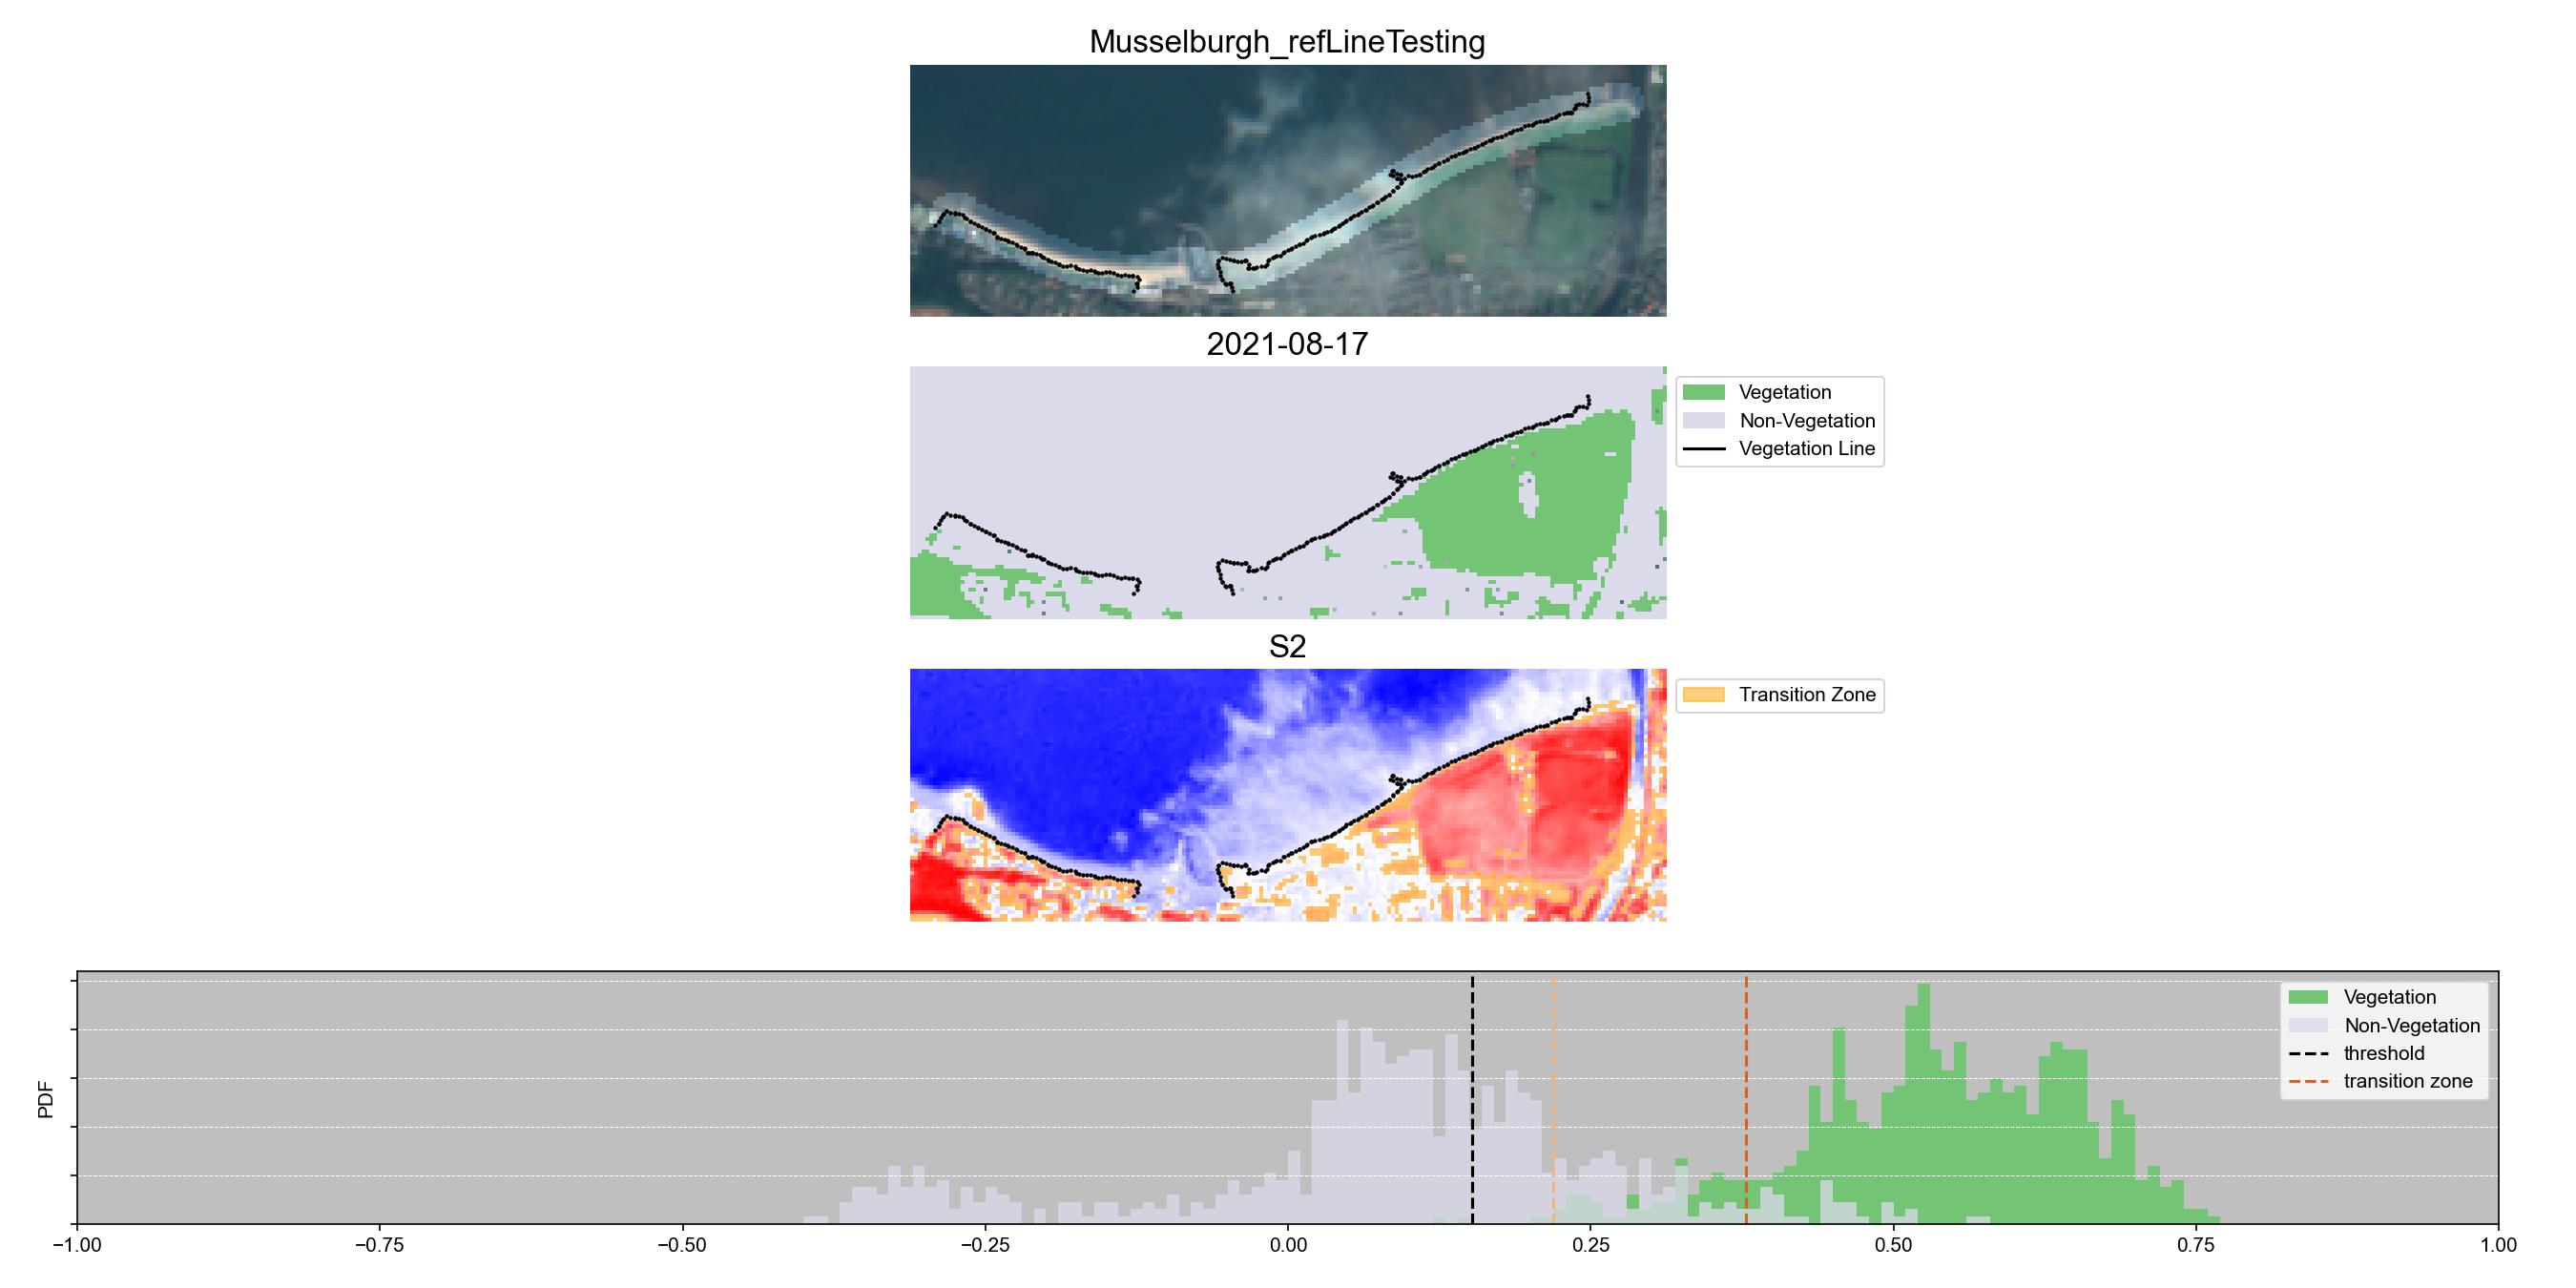 Musselburgh_refLineTesting
2021-08-17
Vegetation
Non-Vegetation
Vegetation Line
S2
Transition Zone
PDF
Vegetation
Non-Vegetation
threshold
transition zone
−1.00 −0.75 −0.50 −0.25 0.00 0.25 0.50 0.75 1.00